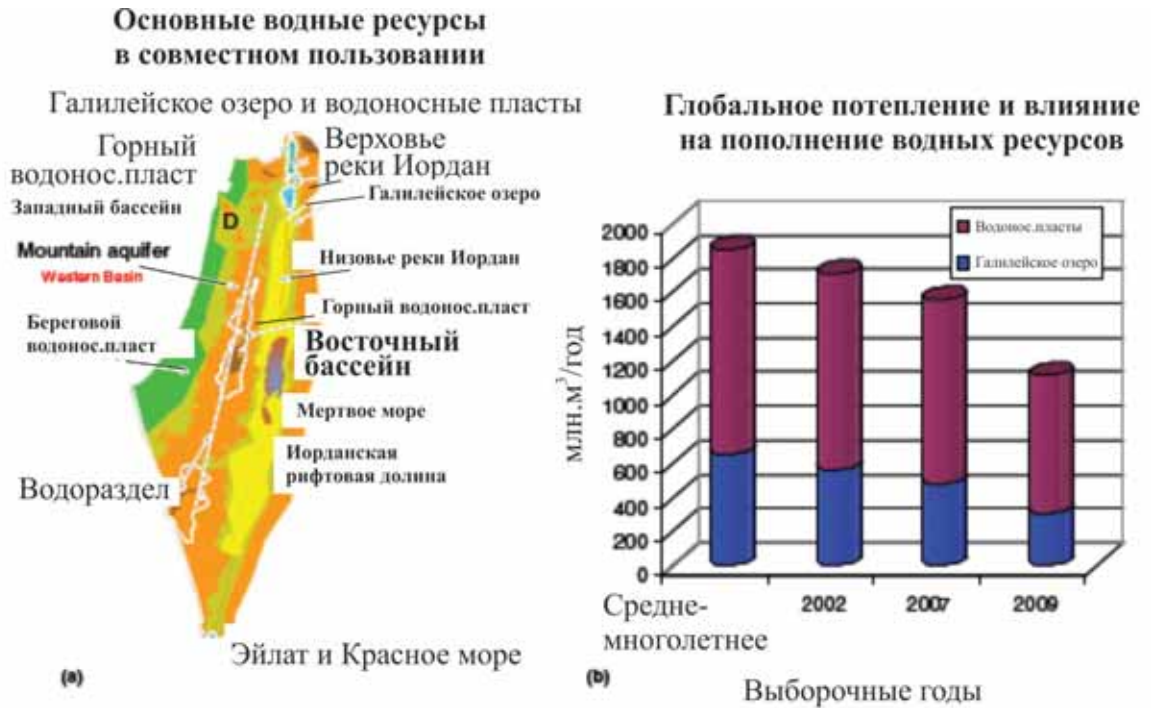 Основные водные ресурсы
в совместном пользовании
Галилейское озеро и водоносные пласты
Горный
водонос.пласт
Западный бассейн
Верховье
реки Иордан
Галилейское озеро
D
Mountain aquifer
Western Basin
Низовье реки Иордан
Горный водонос.пласт
Береговой
водонос.пласт
Восточный
бассейн
Мертвое море
Иорданская
рифтовая долина
Водораздел
Эйлат и Красное море
(a)
Глобальное потепление и влияние
на пополнение водных ресурсов
Водонос.пласты
Галилейское озеро
млн.м³/год
2000
1800
1600
1400
1200
1000
800
600
400
200
0
Средне-
многолетнее
2002
2007
2009
(b)
Выборочные годы